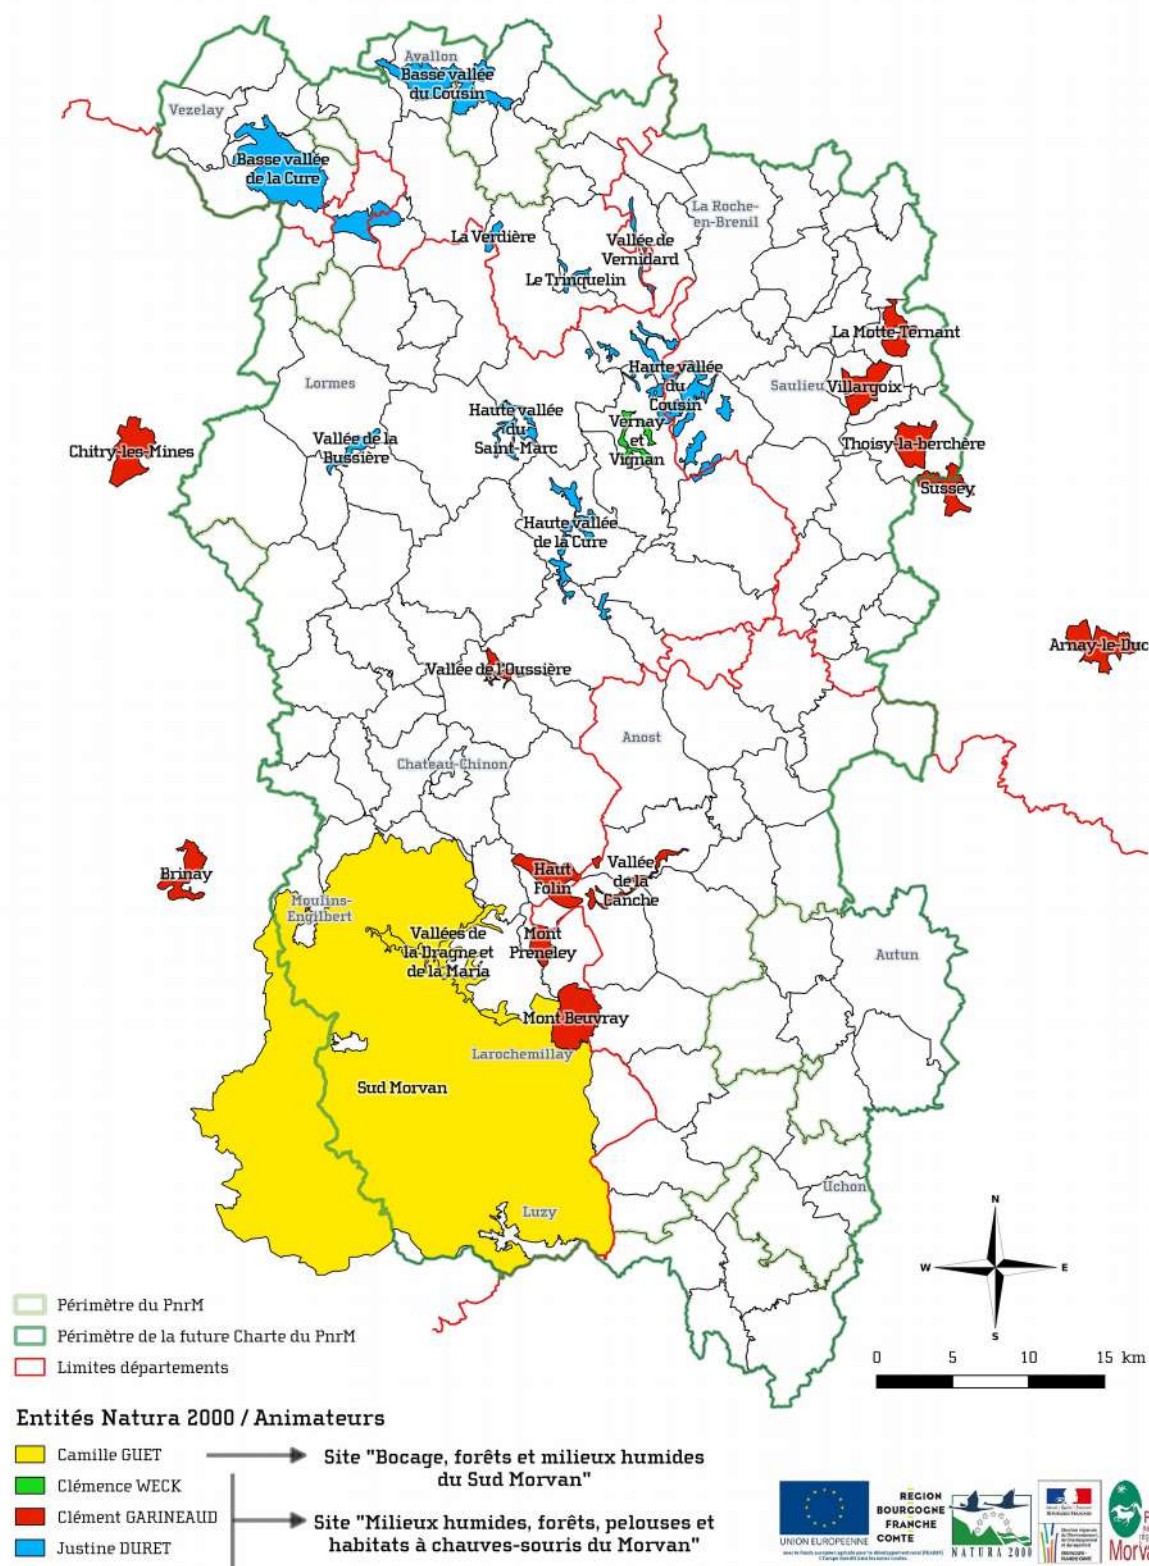 Avallon
Basse vallée
du Cousin
Vezelay
Basse vallée
de la Cure
La Roche-
en-Brenil
La Verdière
Vallée de
Vernidard
Le Trinquelin
La Motte-Ternant
Haute vallée
du
Cousin
Saulieu
Villargoix
Lormes
Haute vallée
du
Saint-Marc
Vernay
et
Vignan
Thoisy-la-berchère
Chitry-les-Mines
Vallée de la
Bussière
Sussey
Haute vallée
de la Cure
Arnay-le-Duc
Vallée de l'Oussière
Anost
Chateau-Chinon
Brinay
Haut
Folin
Vallée
de la
Canche
Moulins-
Engilbert
Vallées de
la Dragne et
de la Maria
Mont
Preneley
Autun
Mont Beuvray
Larochemillay
Sud Morvan
Uchon
Luzy
N
W E
S
0 5 10 15 km
Périmètre du PnrM
Périmètre de la future Charte du PnrM
Limites départements
Entités Natura 2000 / Animateurs
Camille GUET
Clémence WECK
Clément GARINEAUD
Justine DURET
Site "Bocage, forêts et milieux humides
du Sud Morvan"
Site "Milieux humides, forêts, pelouses et
habitats à chauves-souris du Morvan"
UNION EUROPEENNE
RÉGION
BOURGOGNE
FRANCHE
COMTE
NATURA 2000
Morva